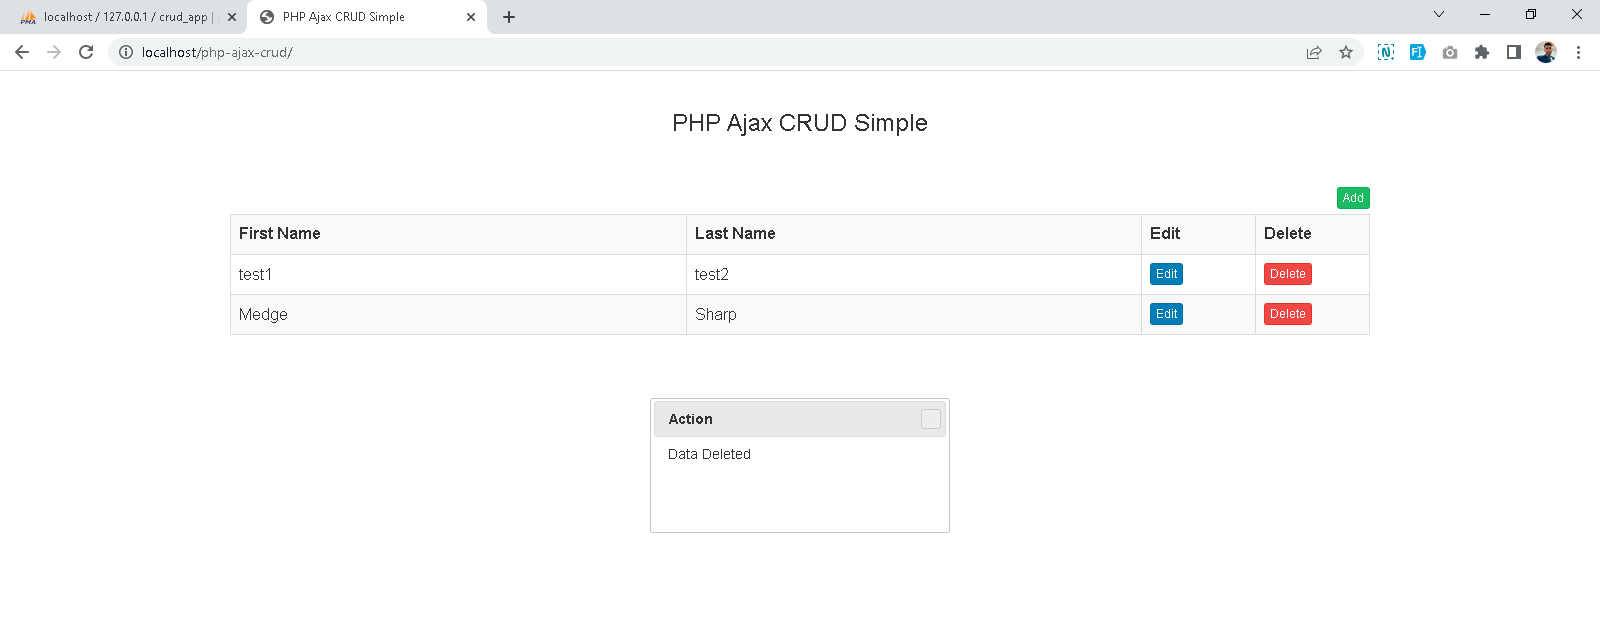 localhost / 127.0.0.1 / crud_app |
PHP Ajax CRUD Simple
localhost/php-ajax-crud/
PHP Ajax CRUD Simple
Add
First Name Last Name Edit Delete
test1 test2 Edit Delete
Medge Sharp Edit Delete
Action
Data Deleted